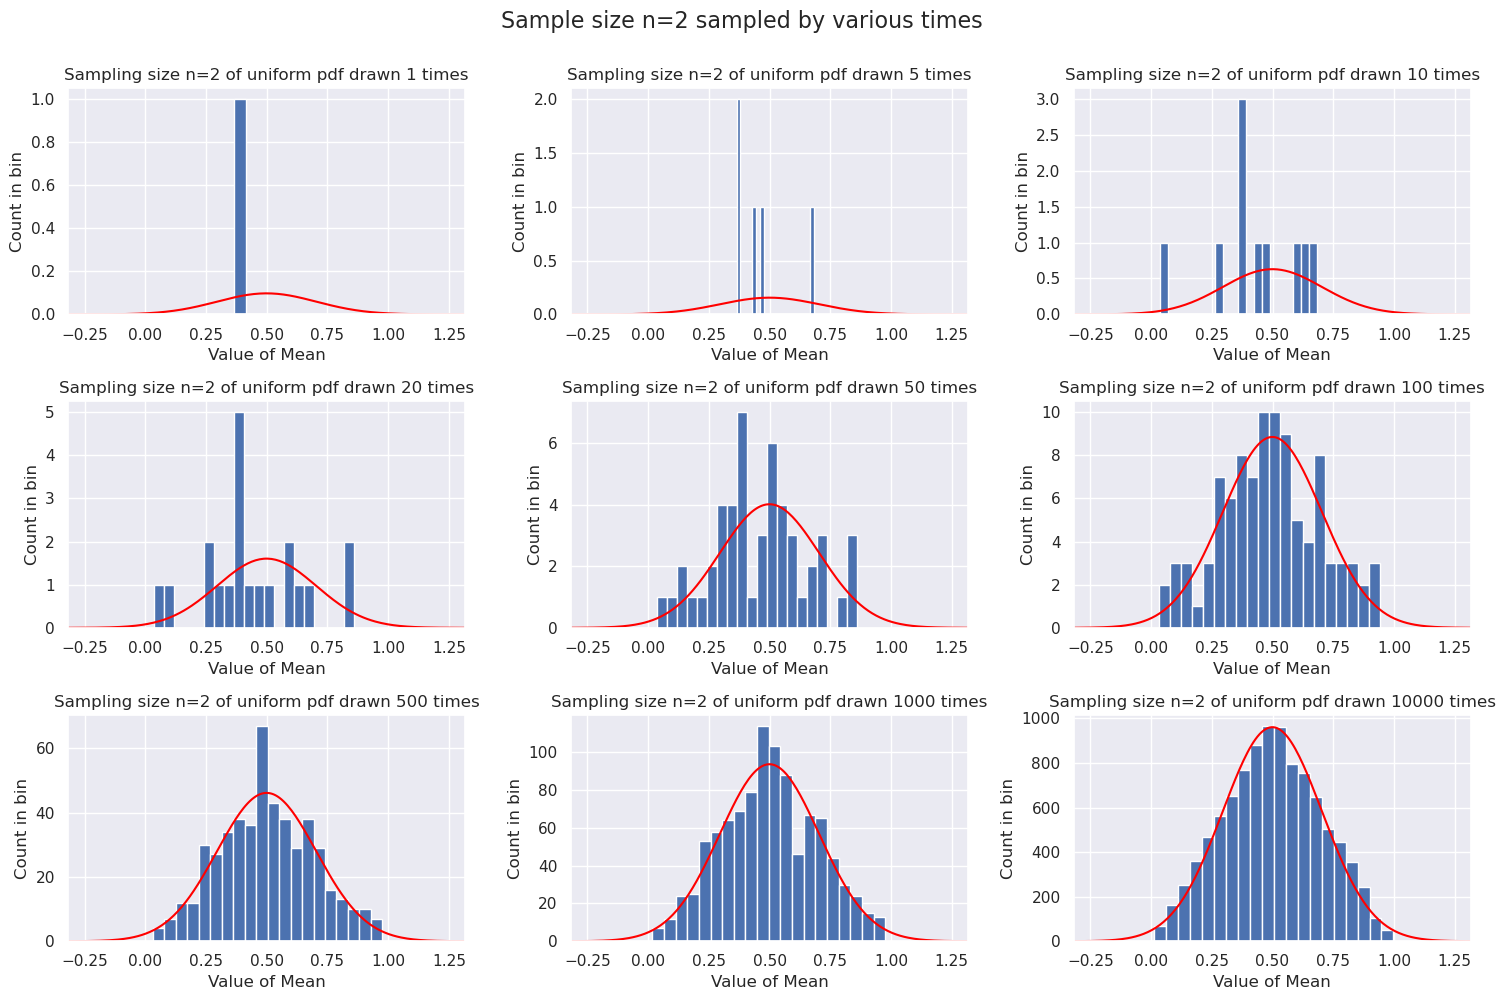 Sample size n=2 sampled by various times
Sampling size n=2 of uniform pdf drawn 1 times
1.0
0.8
0.6
0.4
0.2
0.0
Count in bin
−0.25 0.00 0.25 0.50 0.75 1.00 1.25
Value of Mean
Sampling size n=2 of uniform pdf drawn 5 times
2.0
1.5
1.0
0.5
0.0
Count in bin
−0.25 0.00 0.25 0.50 0.75 1.00 1.25
Value of Mean
Sampling size n=2 of uniform pdf drawn 10 times
3.0
2.5
2.0
1.5
1.0
0.5
0.0
Count in bin
−0.25 0.00 0.25 0.50 0.75 1.00 1.25
Value of Mean
Sampling size n=2 of uniform pdf drawn 20 times
5
4
3
2
1
0
Count in bin
−0.25 0.00 0.25 0.50 0.75 1.00 1.25
Value of Mean
Sampling size n=2 of uniform pdf drawn 50 times
6
4
2
0
Count in bin
−0.25 0.00 0.25 0.50 0.75 1.00 1.25
Value of Mean
Sampling size n=2 of uniform pdf drawn 100 times
10
8
6
4
2
0
Count in bin
−0.25 0.00 0.25 0.50 0.75 1.00 1.25
Value of Mean
Sampling size n=2 of uniform pdf drawn 500 times
60
40
20
0
Count in bin
−0.25 0.00 0.25 0.50 0.75 1.00 1.25
Value of Mean
Sampling size n=2 of uniform pdf drawn 1000 times
100
80
60
40
20
0
Count in bin
−0.25 0.00 0.25 0.50 0.75 1.00 1.25
Value of Mean
Sampling size n=2 of uniform pdf drawn 10000 times
1000
800
600
400
200
0
Count in bin
−0.25 0.00 0.25 0.50 0.75 1.00 1.25
Value of Mean